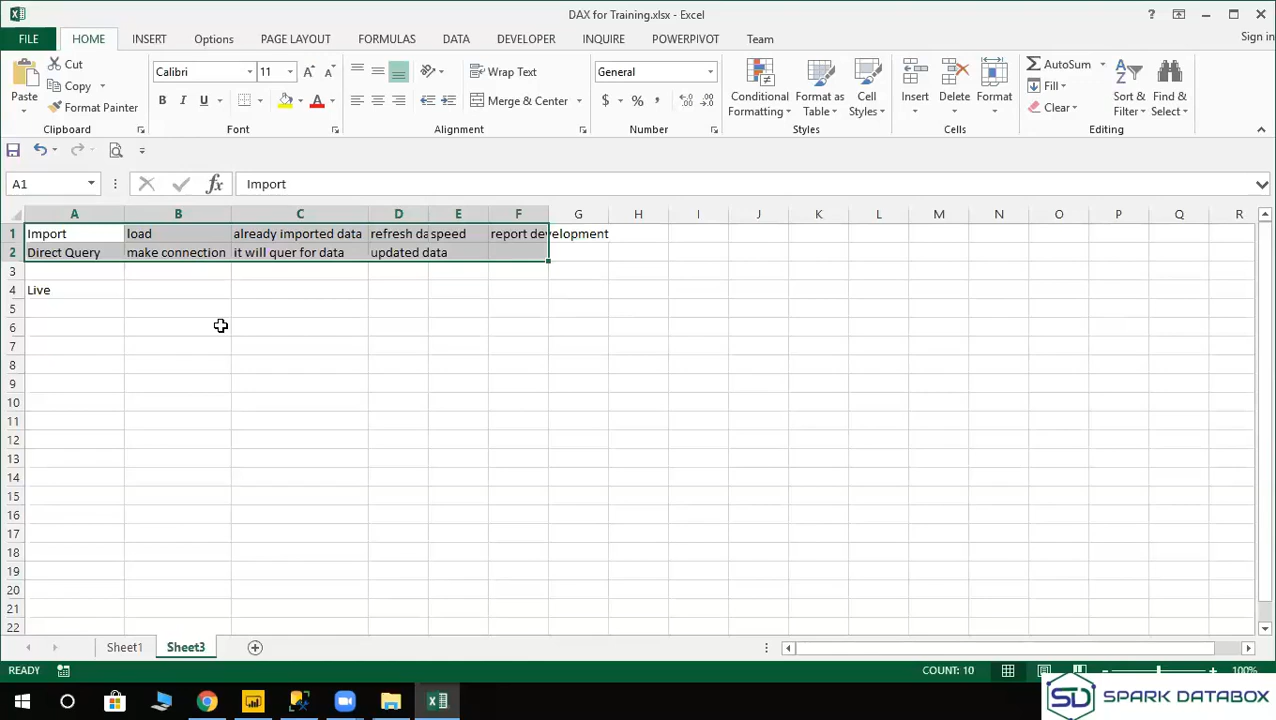 DAX for Training.xlsx - Excel
Sign in
FILE HOME INSERT Options PAGE LAYOUT FORMULAS DATA DEVELOPER INQUIRE POWERPIVOT Team
Cut
Copy
Format Painter
Paste
Clipboard
Calibri 11
B I U
Font
Wrap Text
Merge & Center
Alignment
General
$ % ,
Number
Conditional Formatting
Format as Table
Cell Styles
Styles
Insert
Delete
Format
Cells
AutoSum
Fill
Clear
Sort & Filter
Find & Select
Editing
A1 fx Import
A B C D E F G H I J K L M N O P Q R
1 Import load already imported data refresh da speed report development
2 Direct Query make connection it will quer for data updated data
3
4 Live
5
6
7
8
9
10
11
12
13
14
15
16
17
18
19
20
21
22
Sheet1 Sheet3
READY COUNT: 10 100%
SD SPARK DATABOX